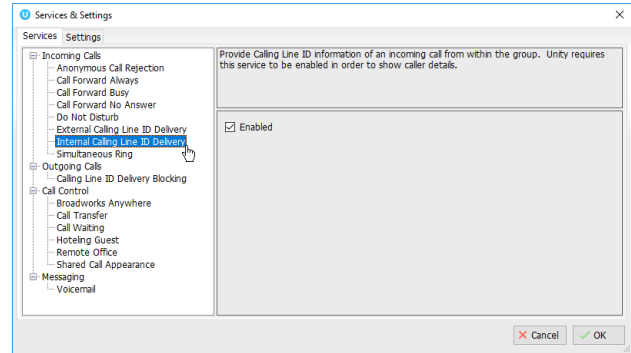 Services & Settings
Services Settings
Incoming Calls
Anonymous Call Rejection
Call Forward Always
Call Forward Busy
Call Forward No Answer
Do Not Disturb
External Calling Line ID Delivery
Internal Calling Line ID Delivery
Simultaneous Ring
Outgoing Calls
Calling Line ID Delivery Blocking
Call Control
Broadworks Anywhere
Call Transfer
Call Waiting
Hoteling Guest
Remote Office
Shared Call Appearance
Messaging
Voicemail
Provide Calling Line ID information of an incoming call from within the group. Unity requires
this service to be enabled in order to show caller details.
Enabled
Cancel OK